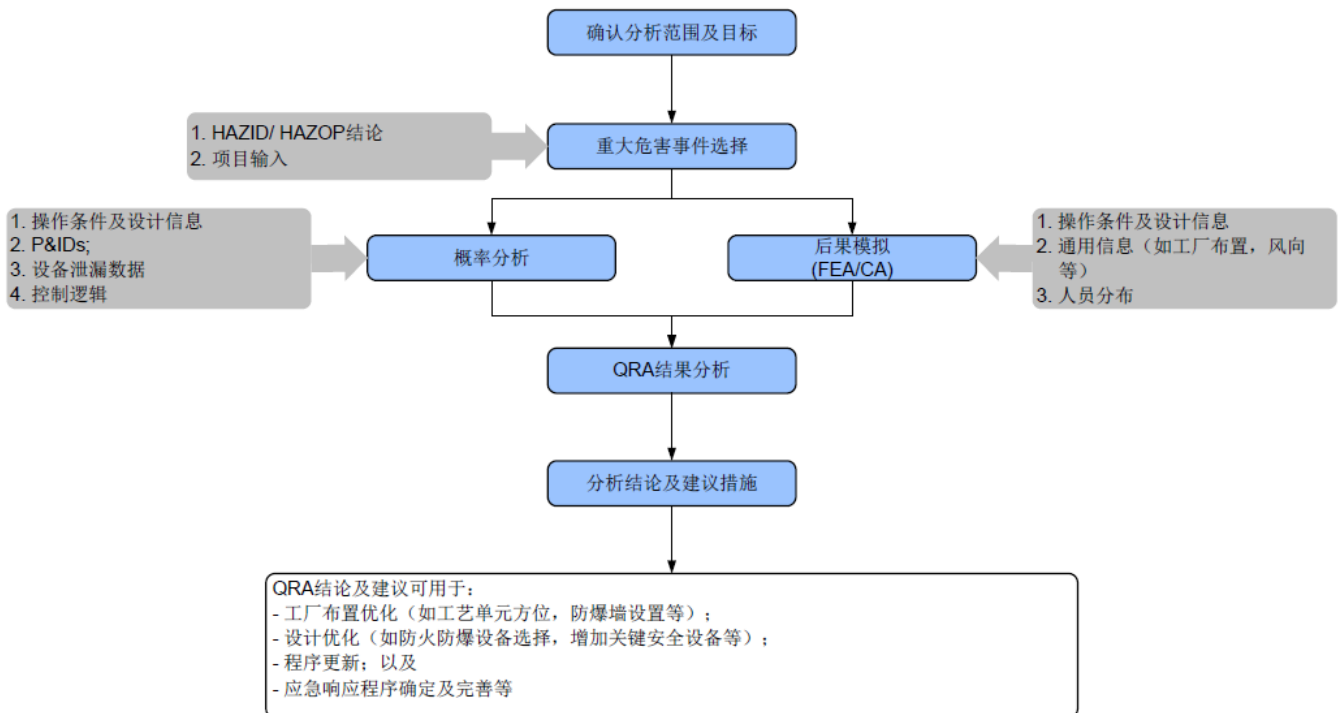 确认分析范围及目标
1. HAZID/ HAZOP结论
2. 项目输入
重大危害事件选择
1. 操作条件及设计信息
2. P&IDs;
3. 设备泄漏数据
4. 控制逻辑
概率分析
后果模拟
(FEA/CA)
1. 操作条件及设计信息
2. 通用信息（如工厂布置，风向
等）
3. 人员分布
QRA结果分析
分析结论及建议措施
QRA结论及建议可用于：
- 工厂布置优化（如工艺单元方位，防爆墙设置等）；
- 设计优化（如防火防爆设备选择，增加关键安全设备等）；
- 程序更新；以及
- 应急响应程序确定及完善等